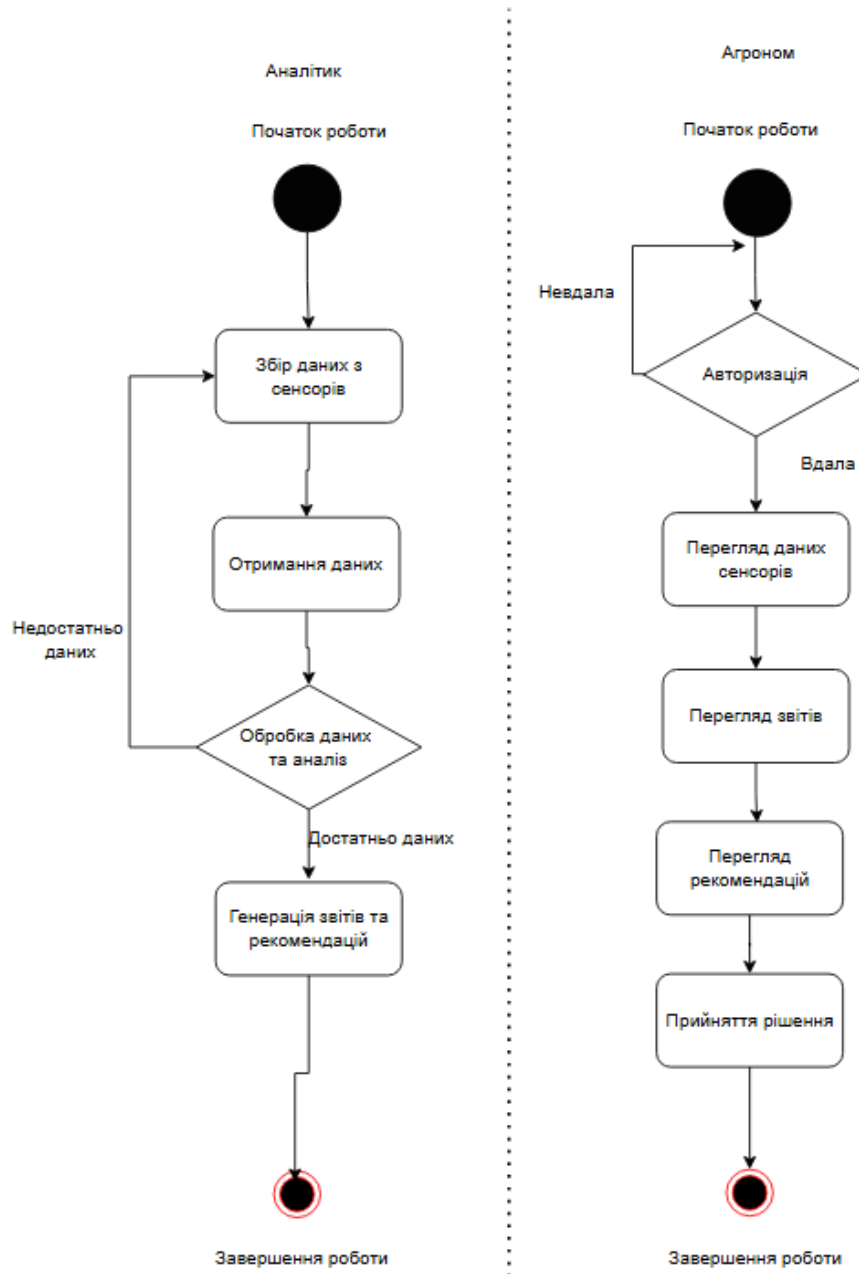 Аналітик
Початок роботи
Збір даних з
сенсорів
Отримання даних
Недостатньо
даних
Обробка даних
та аналіз
Достатньо даних
Генерація звітів та
рекомендацій
Завершення роботи
Агроном
Початок роботи
Невдала
Авторизація
Вдала
Перегляд даних
сенсорів
Перегляд звітів
Перегляд
рекомендацій
Прийняття рішення
Завершення роботи